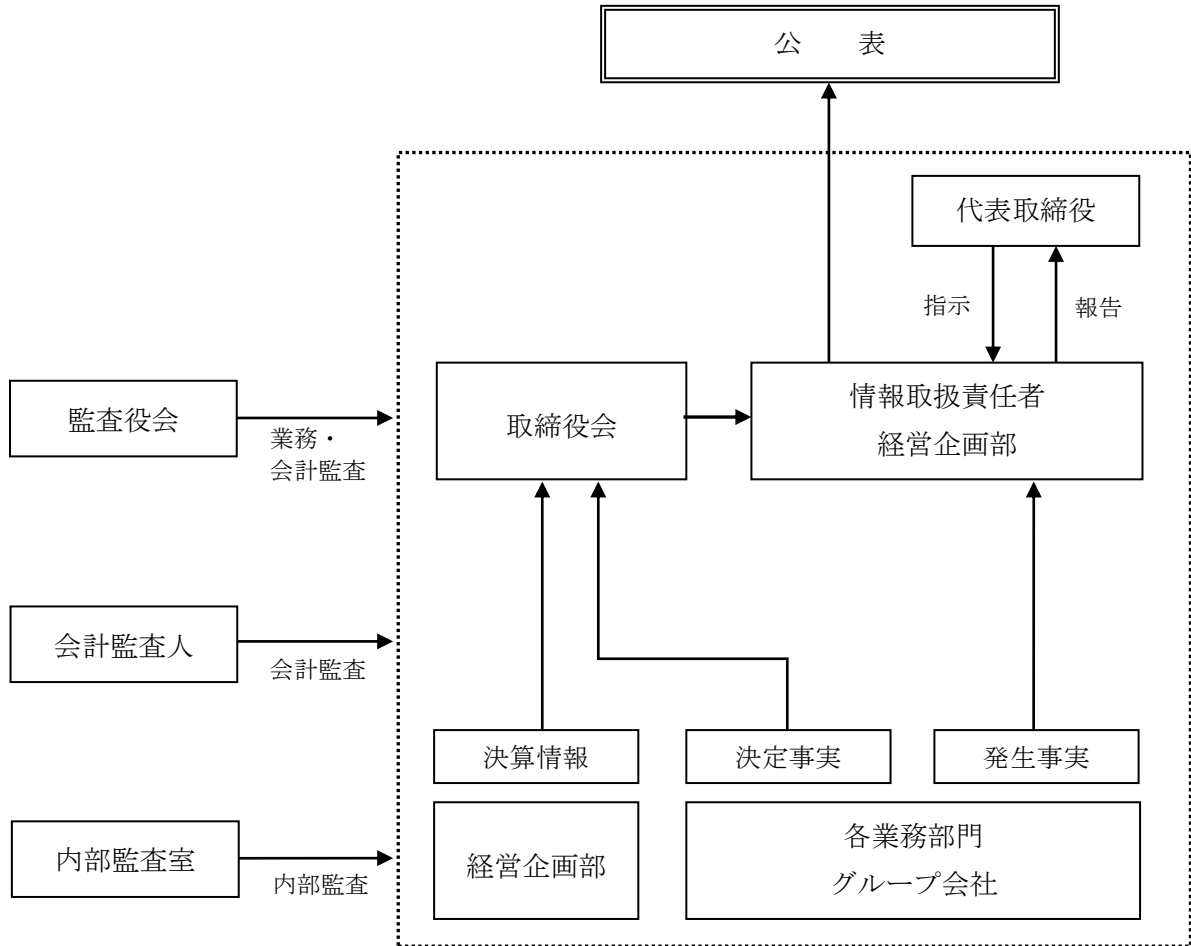 公　　表
代表取締役
指示
報告
監査役会
業務・
会計監査
取締役会
情報取扱責任者
経営企画部
会計監査人
会計監査
決算情報
決定事実
発生事実
内部監査室
内部監査
経営企画部
各業務部門
グループ会社